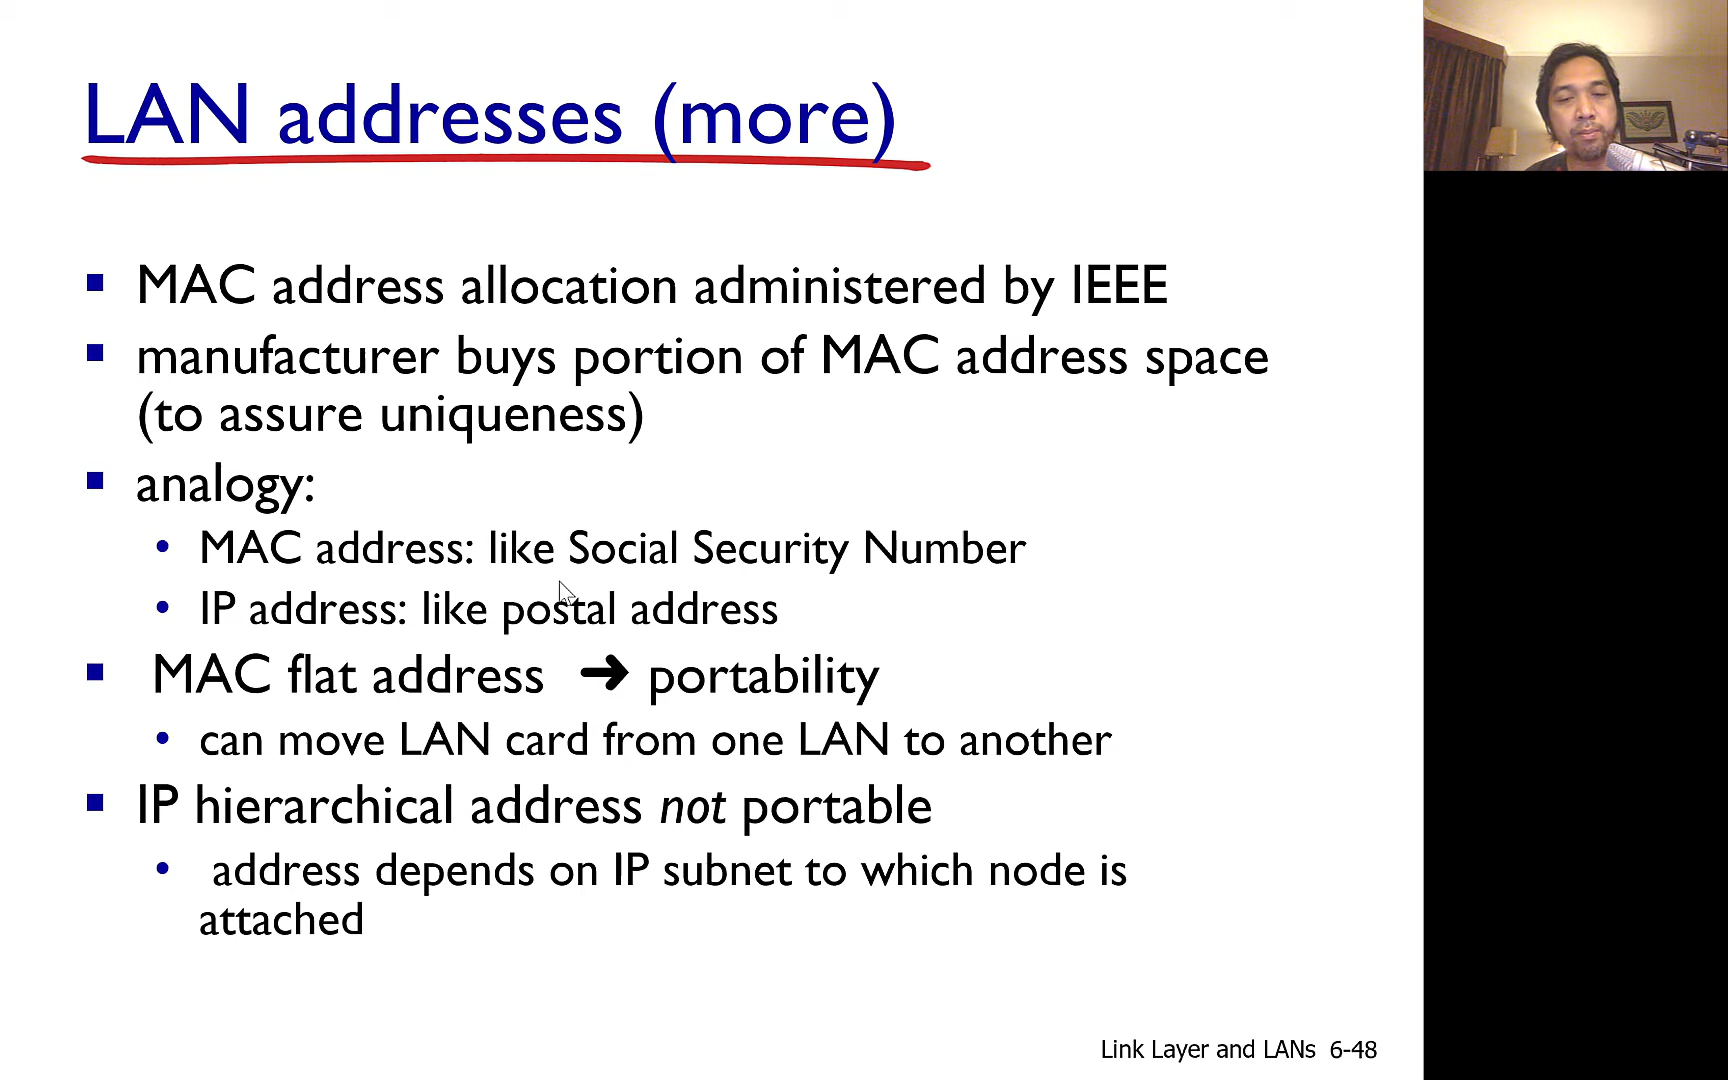 LAN addresses (more)
▪ MAC address allocation administered by IEEE
▪ manufacturer buys portion of MAC address space
(to assure uniqueness)
▪ analogy:
• MAC address: like Social Security Number
• IP address: like postal address
▪ MAC flat address ➜ portability
• can move LAN card from one LAN to another
▪ IP hierarchical address not portable
• address depends on IP subnet to which node is
attached
Link Layer and LANs 6-48